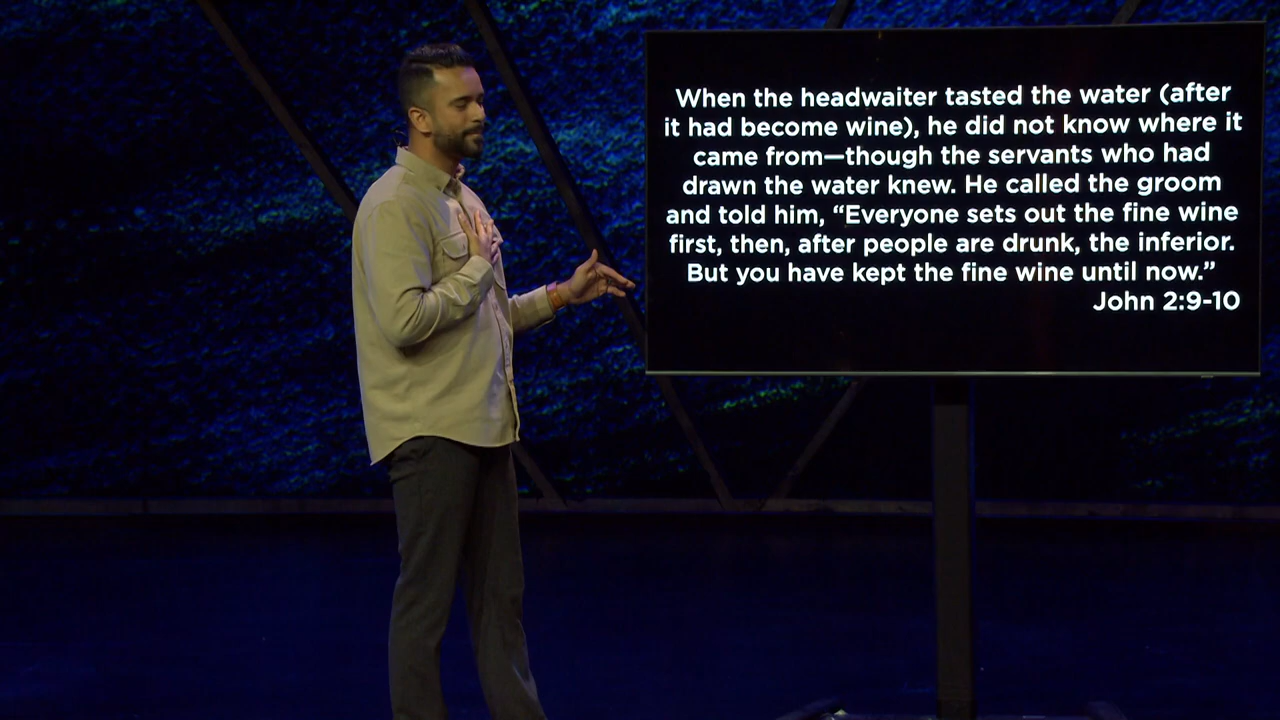 When the headwaiter tasted the water (after
it had become wine), he did not know where it
came from—though the servants who had
drawn the water knew. He called the groom
and told him, “Everyone sets out the fine wine
first, then, after people are drunk, the inferior.
But you have kept the fine wine until now.”
John 2:9-10